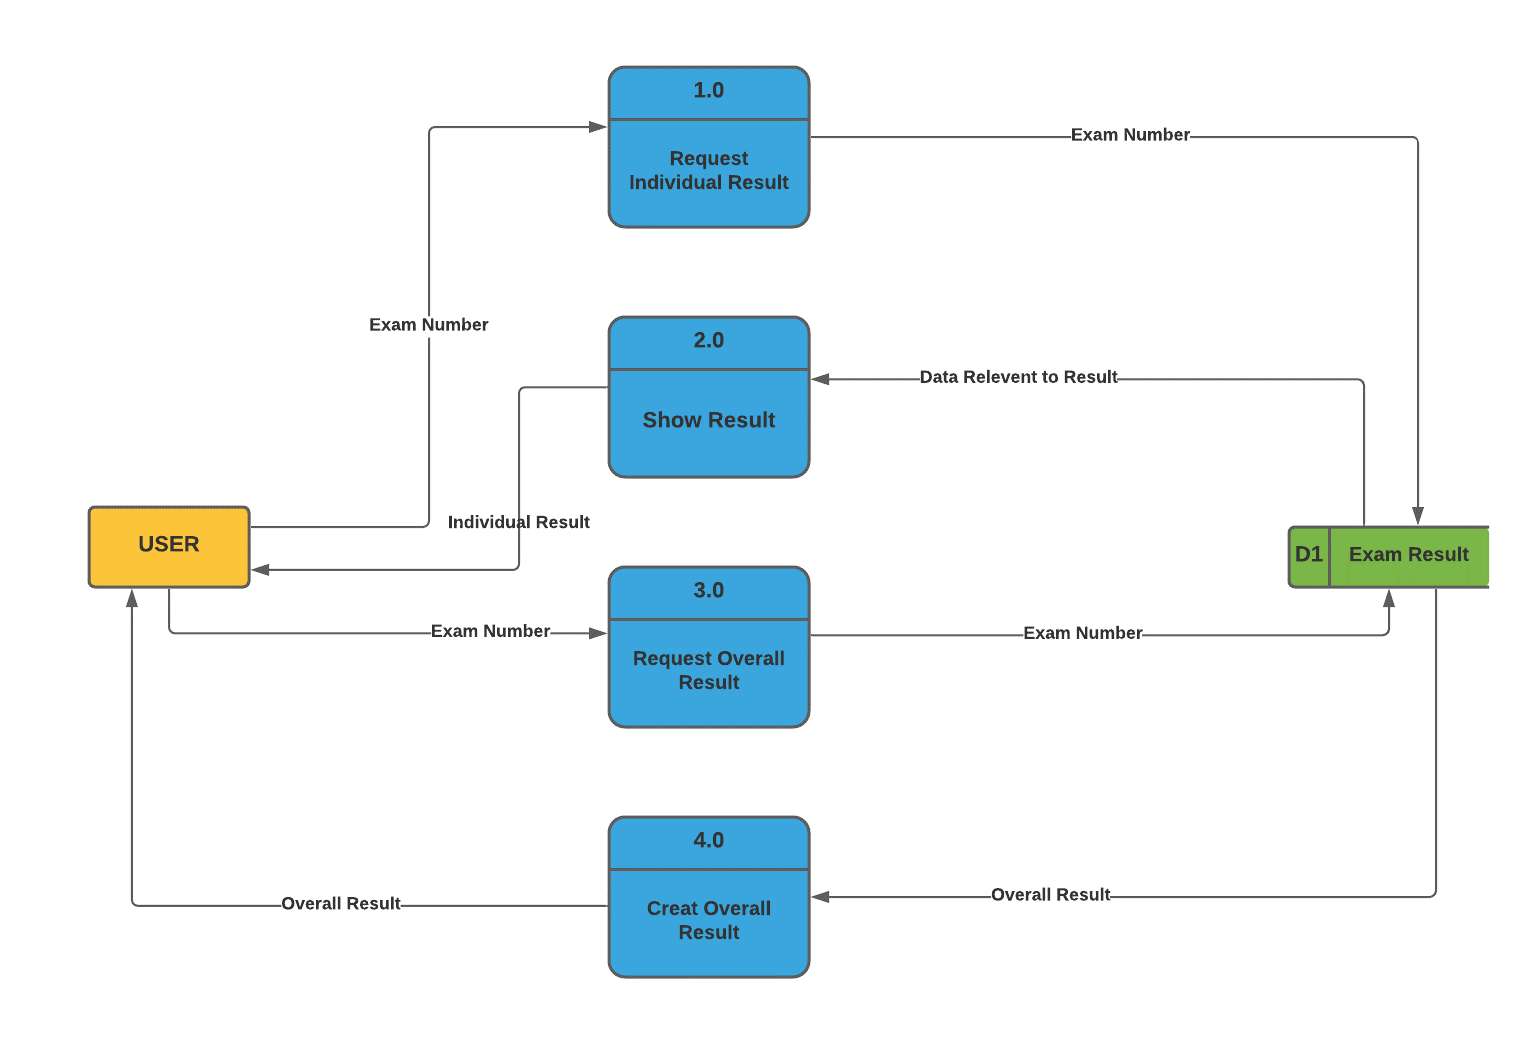 1.0
Request
Individual Result
Exam Number
Exam Number
2.0
Show Result
Data Relevent to Result
Individual Result
USER
D1
Exam Result
3.0
Request Overall
Result
Exam Number
Exam Number
4.0
Creat Overall
Result
Overall Result
Overall Result